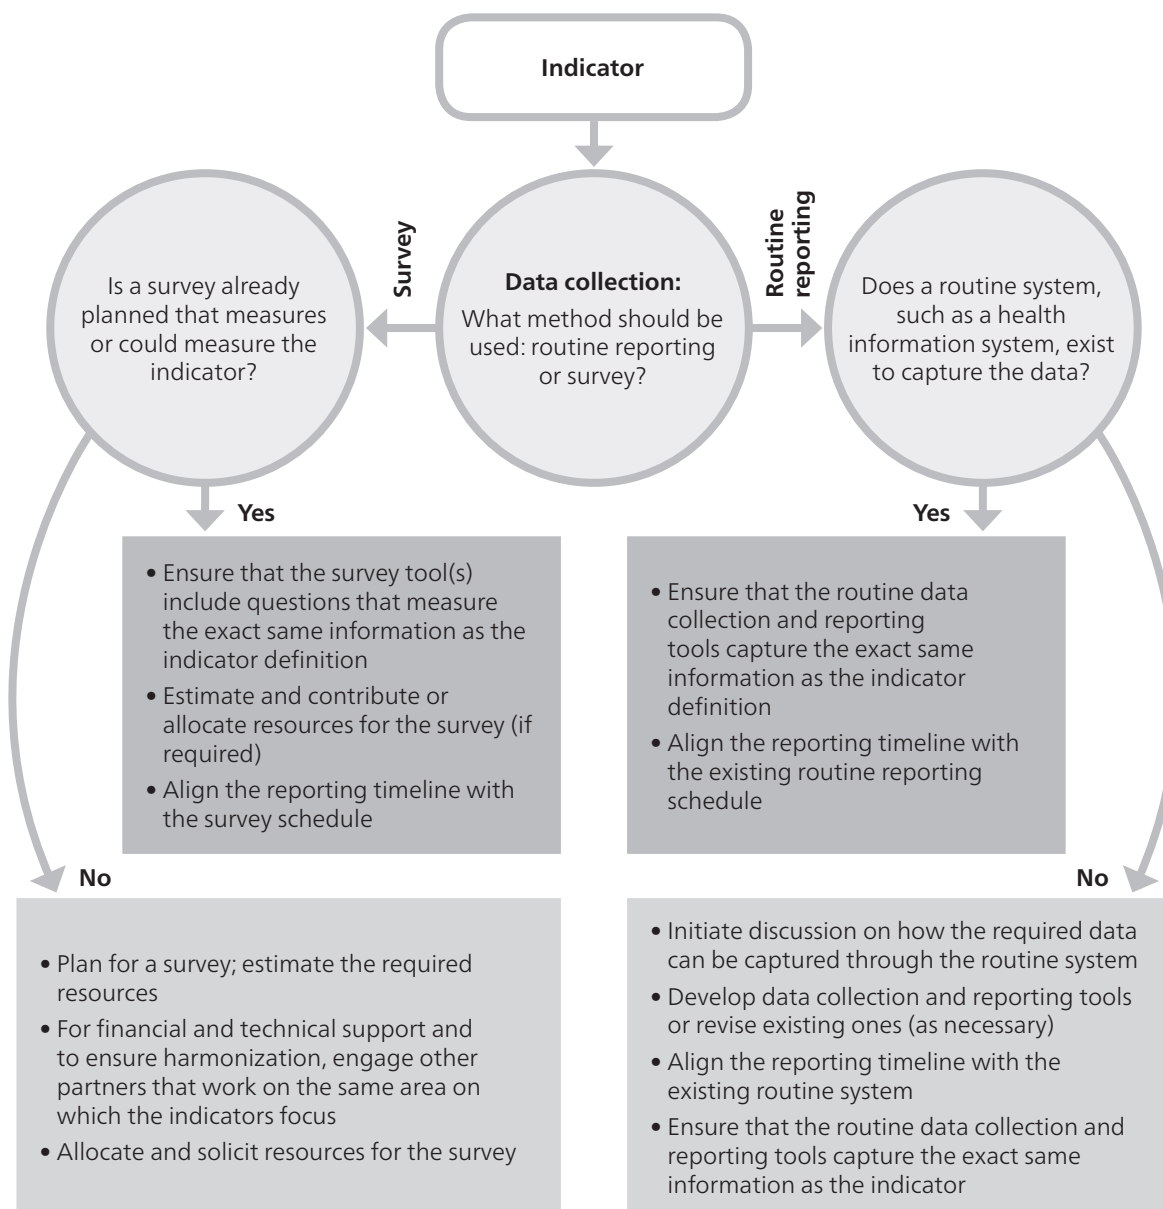 Indicator
Survey
Routine
reporting
Is a survey already
planned that measures
or could measure the
indicator?
Data collection:
What method should be
used: routine reporting
or survey?
Does a routine system,
such as a health
information system, exist
to capture the data?
Yes
Yes
• Ensure that the survey tool(s)
include questions that measure
the exact same information as the
indicator definition
• Estimate and contribute or
allocate resources for the survey (if
required)
• Align the reporting timeline with
the survey schedule
• Ensure that the routine data
collection and reporting
tools capture the exact same
information as the indicator
definition
• Align the reporting timeline with
the existing routine reporting
schedule
No
No
• Plan for a survey; estimate the required
resources
• For financial and technical support and
to ensure harmonization, engage other
partners that work on the same area on
which the indicators focus
• Allocate and solicit resources for the survey
• Initiate discussion on how the required data
can be captured through the routine system
• Develop data collection and reporting tools
or revise existing ones (as necessary)
• Align the reporting timeline with the
existing routine system
• Ensure that the routine data collection and
reporting tools capture the exact same
information as the indicator